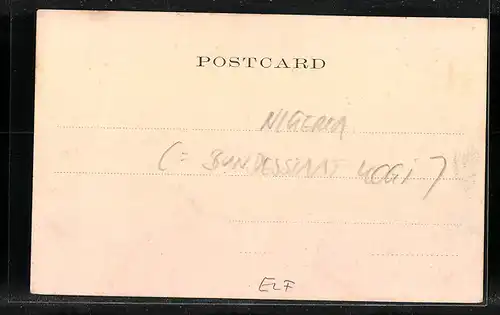 POSTCARD
NIGERIA
(= BUNDESSTAAT KOGI)
ELF